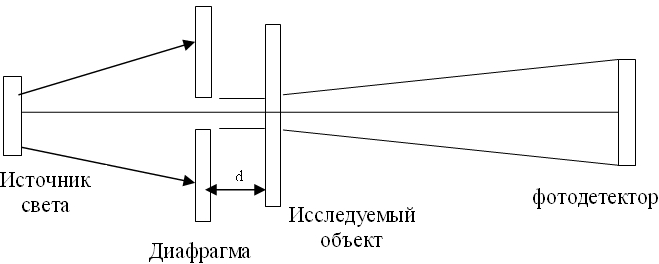 d
Источник
света
Диафрагма
Исследуемый
объект
фотодетектор